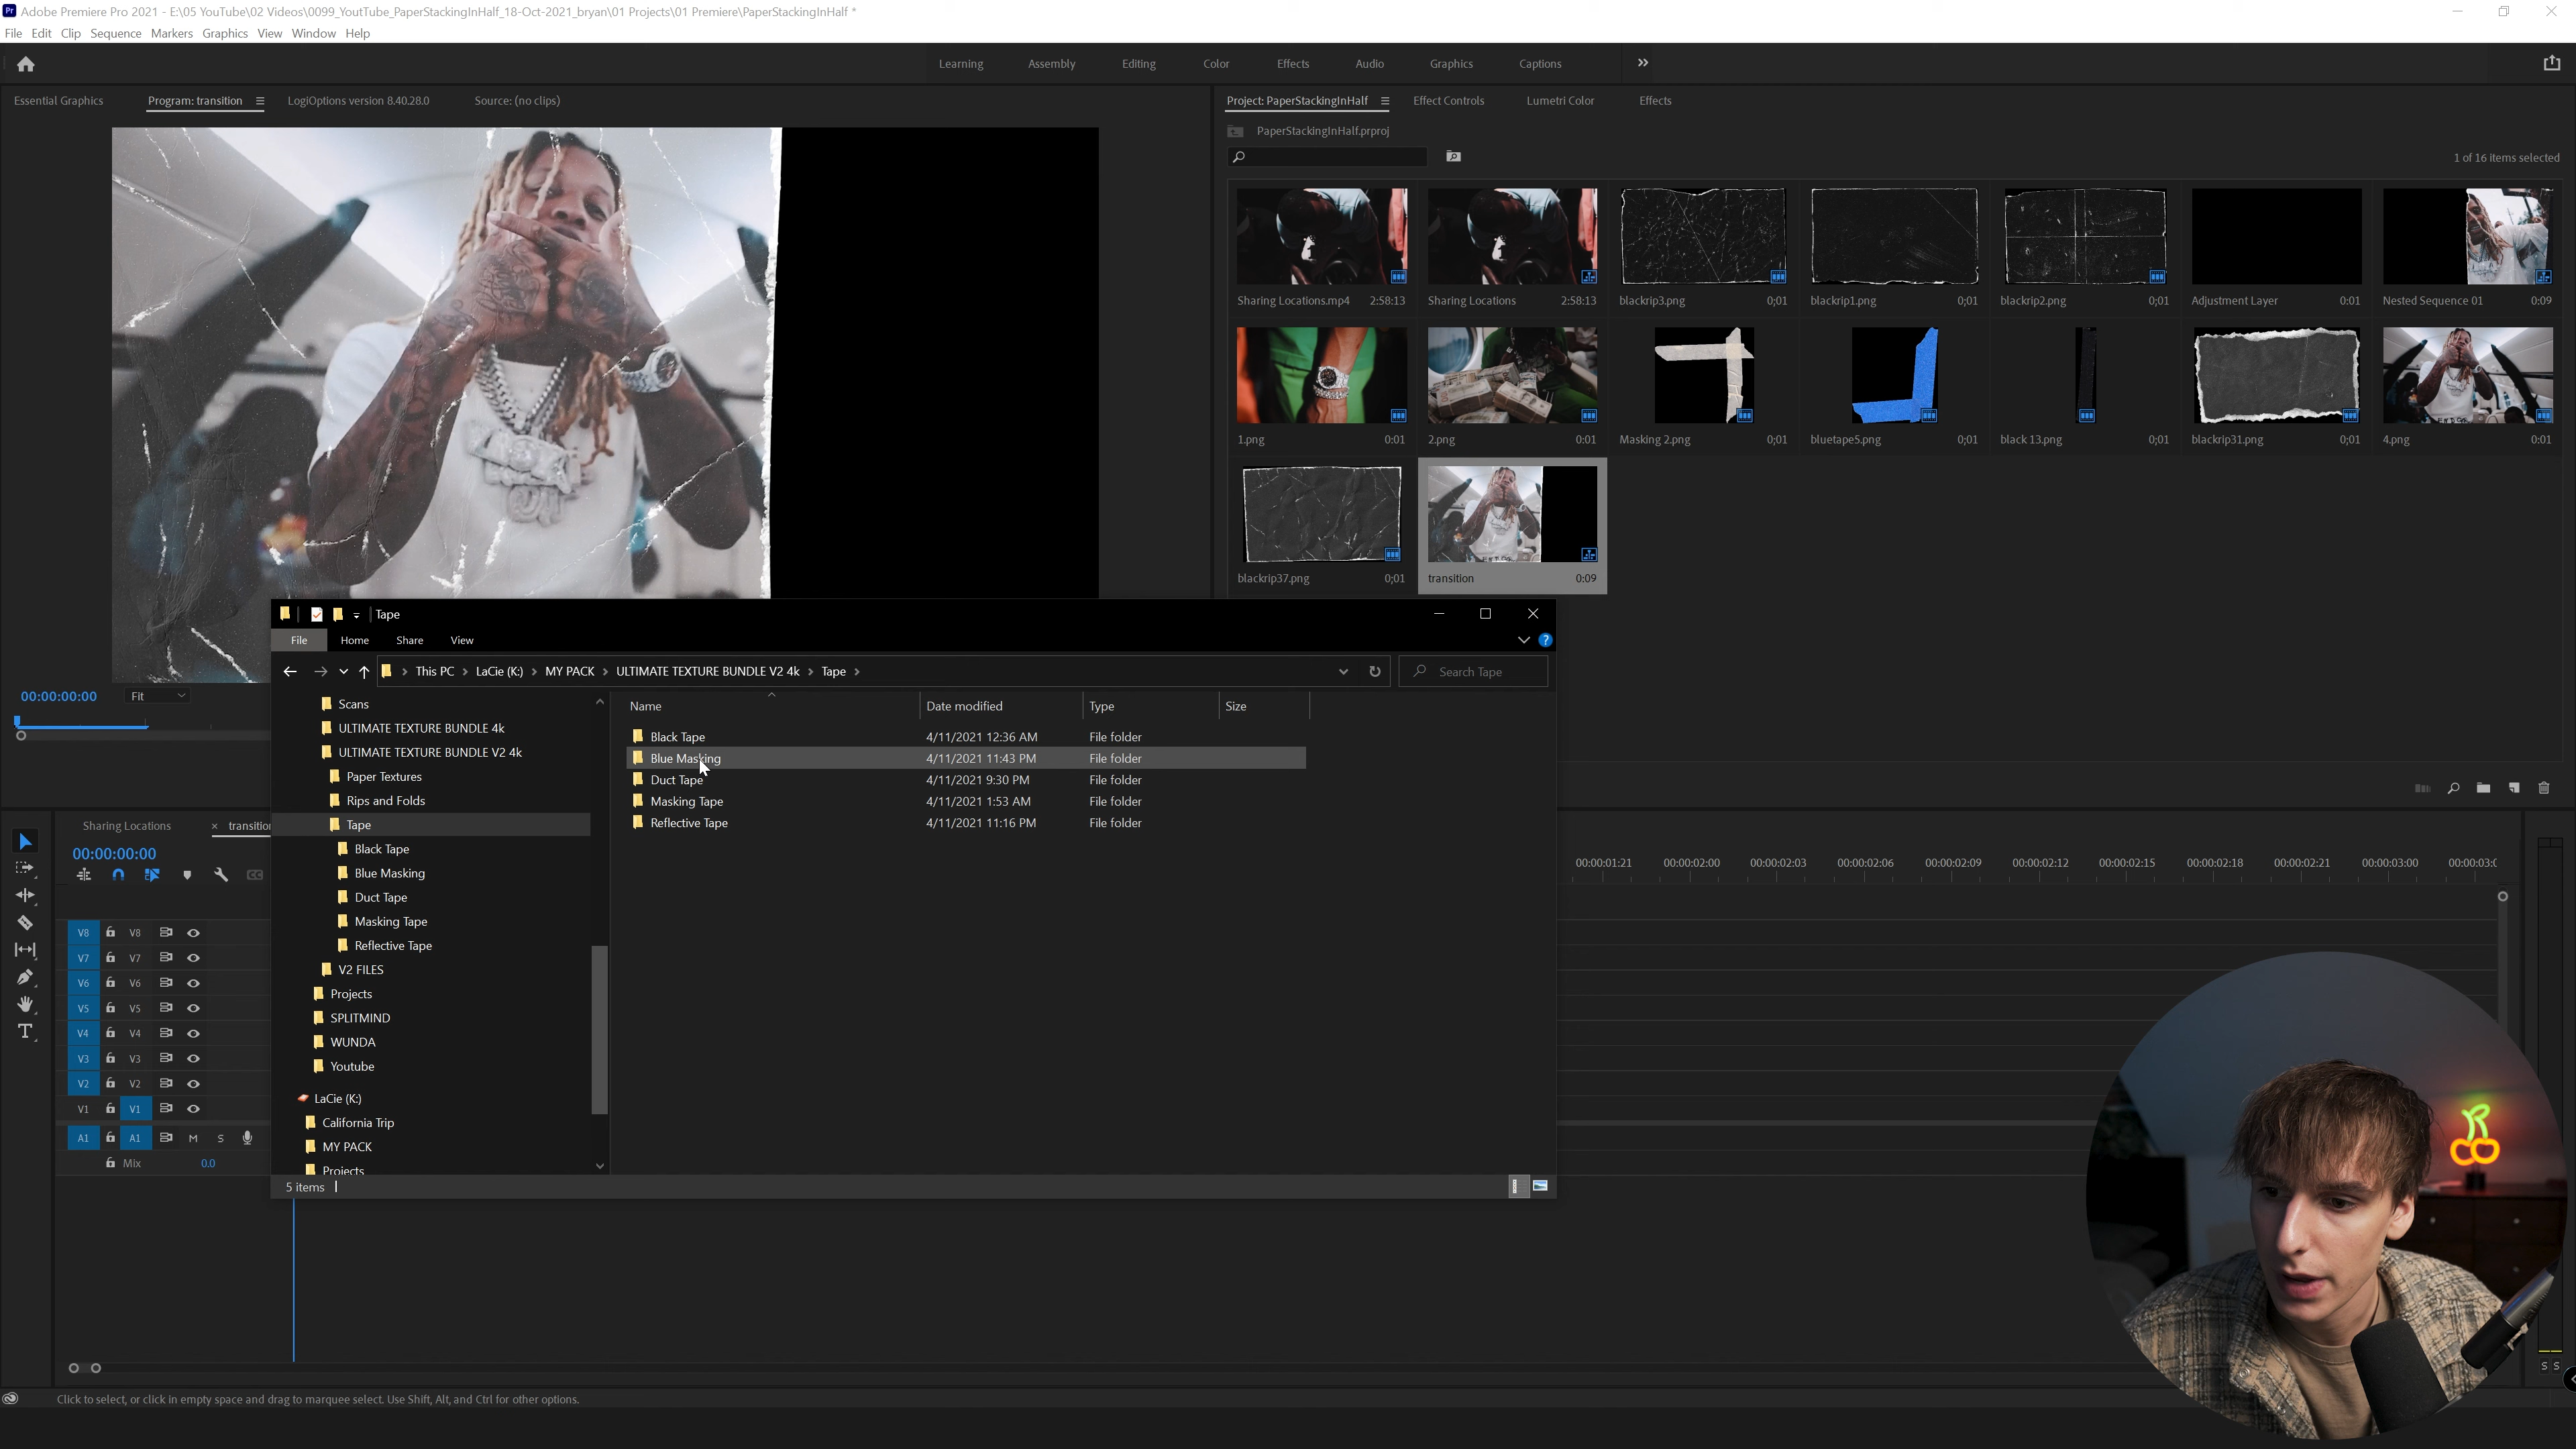 Pr Adobe Premiere Pro 2021 - E:\05 YouTube\02 Videos\0099_YoutTube_PaperStackingInHalf_18-Oct-2021_bryan\01 Projects\01 Premiere\PaperStackingInHalf *
File Edit Clip Sequence Markers Graphics View Window Help
Learning Assembly Editing Color Effects Audio Graphics Captions
Essential Graphics Program: transition LogiOptions version 8.40.28.0 Source: (no clips)
Project: PaperStackingInHalf Effect Controls Lumetri Color Effects
PaperStackingInHalf.prproj
1 of 16 items selected
Sharing Locations.mp4 2:58:13 Sharing Locations 2:58:13 blackrip3.png 0;01 blackrip1.png 0;01 blackrip2.png 0;01 Adjustment Layer 0:01 Nested Sequence 01 0:09
1.png 0:01 2.png 0:01 Masking 2.png 0;01 bluetape5.png 0;01 black 13.png 0;01 blackrip31.png 0;01 4.png 0:01
blackrip37.png 0;01 transition 0:09
Tape
File Home Share View
This PC LaCie (K:) MY PACK ULTIMATE TEXTURE BUNDLE V2 4k Tape
Search Tape
00:00:00:00 Fit
Name Date modified Type Size
Black Tape 4/11/2021 12:36 AM File folder
Blue Masking 4/11/2021 11:43 PM File folder
Duct Tape 4/11/2021 9:30 PM File folder
Masking Tape 4/11/2021 1:53 AM File folder
Reflective Tape 4/11/2021 11:16 PM File folder
Scans
ULTIMATE TEXTURE BUNDLE 4k
ULTIMATE TEXTURE BUNDLE V2 4k
Paper Textures
Rips and Folds
Tape
Black Tape
Blue Masking
Duct Tape
Masking Tape
Reflective Tape
V2 FILES
Projects
SPLITMIND
WUNDA
Youtube
LaCie (K:)
California Trip
MY PACK
Projects
5 items
Sharing Locations × transition
00:00:00:00
00:00:01:21 00:00:02:00 00:00:02:03 00:00:02:06 00:00:02:09 00:00:02:12 00:00:02:15 00:00:02:18 00:00:02:21 00:00:03:00
V8 V8
V7 V7
V6 V6
V5 V5
V4 V4
V3 V3
V2 V2
V1 V1
A1 A1 M S
Mix 0.0
S S
Click to select, or click in empty space and drag to marquee select. Use Shift, Alt, and Ctrl for other options.